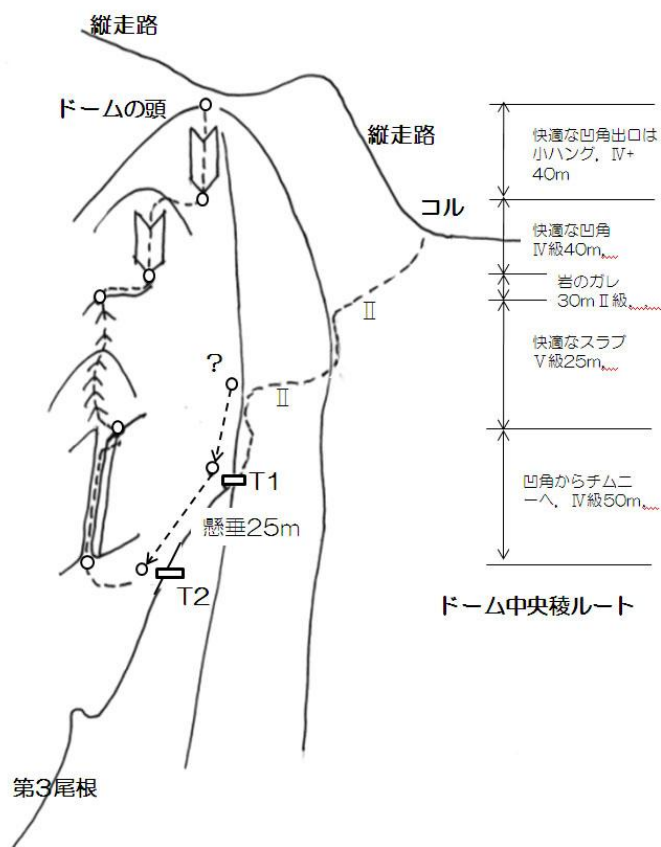 縦走路
ドームの頭
縦走路
コル
Ⅱ
?
Ⅱ
T1
懸垂25m
T2
第3尾根
快適な凹角出口は
小ハング，Ⅳ+
40m
快適な凹角
Ⅳ級40m。
岩のガレ
30mⅡ級。
快適なスラブ
Ⅴ級25m。
凹角からチムニ
ーへ，Ⅳ級50m。
ドーム中央稜ルート